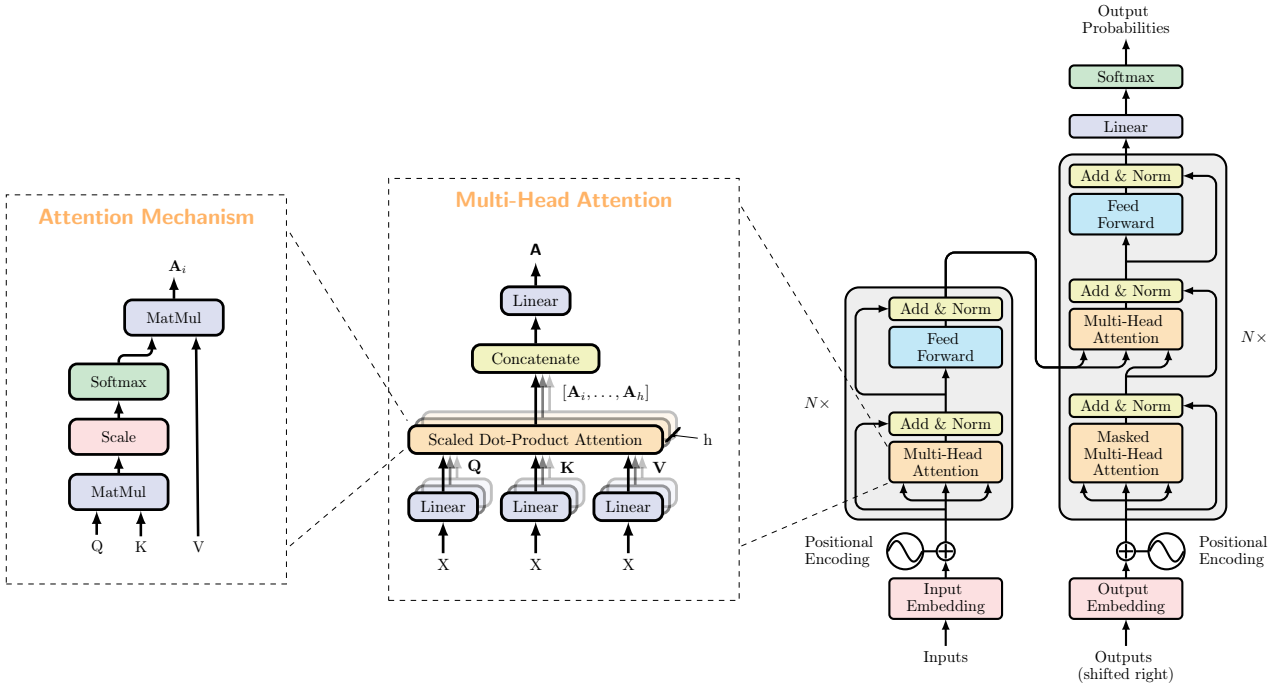 Attention Mechanism
A_i
MatMul
Softmax
Scale
MatMul
Q
K
V
Multi-Head Attention
A
Linear
Concatenate
[A_i, . . . , A_h]
Scaled Dot-Product Attention
h
Q
K
V
Linear
Linear
Linear
X
X
X
Add & Norm
Feed
Forward
N×
Add & Norm
Multi-Head
Attention
Positional
Encoding
Input
Embedding
Inputs
Output
Probabilities
Softmax
Linear
Add & Norm
Feed
Forward
Add & Norm
Multi-Head
Attention
N×
Add & Norm
Masked
Multi-Head
Attention
Positional
Encoding
Output
Embedding
Outputs
(shifted right)